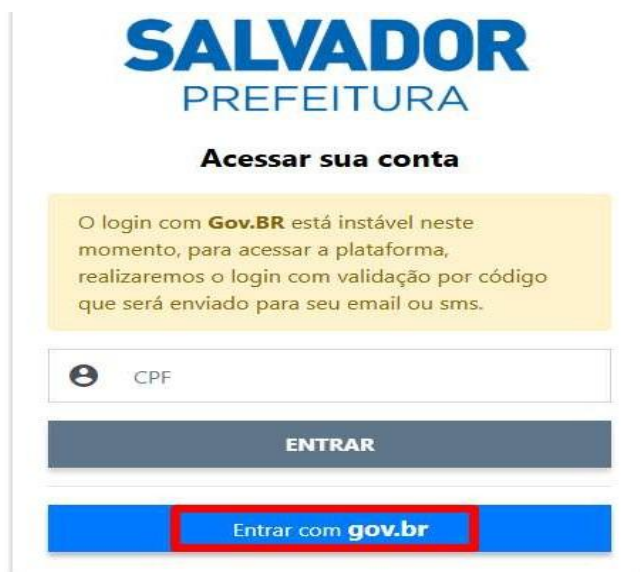 SALVADOR
PREFEITURA
Acessar sua conta
O login com Gov.BR está instável neste
momento, para acessar a plataforma,
realizaremos o login com validação por código
que será enviado para seu email ou sms.
CPF
ENTRAR
Entrar com gov.br